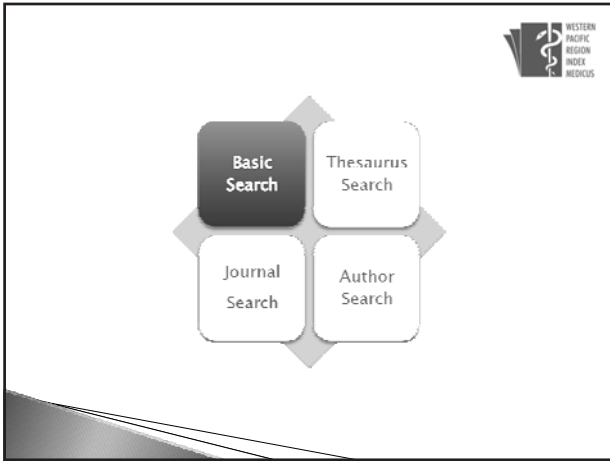 WESTERN
PACIFIC
REGION
INDEX
MEDICUS
Basic
Search
Thesaurus
Search
Journal
Search
Author
Search